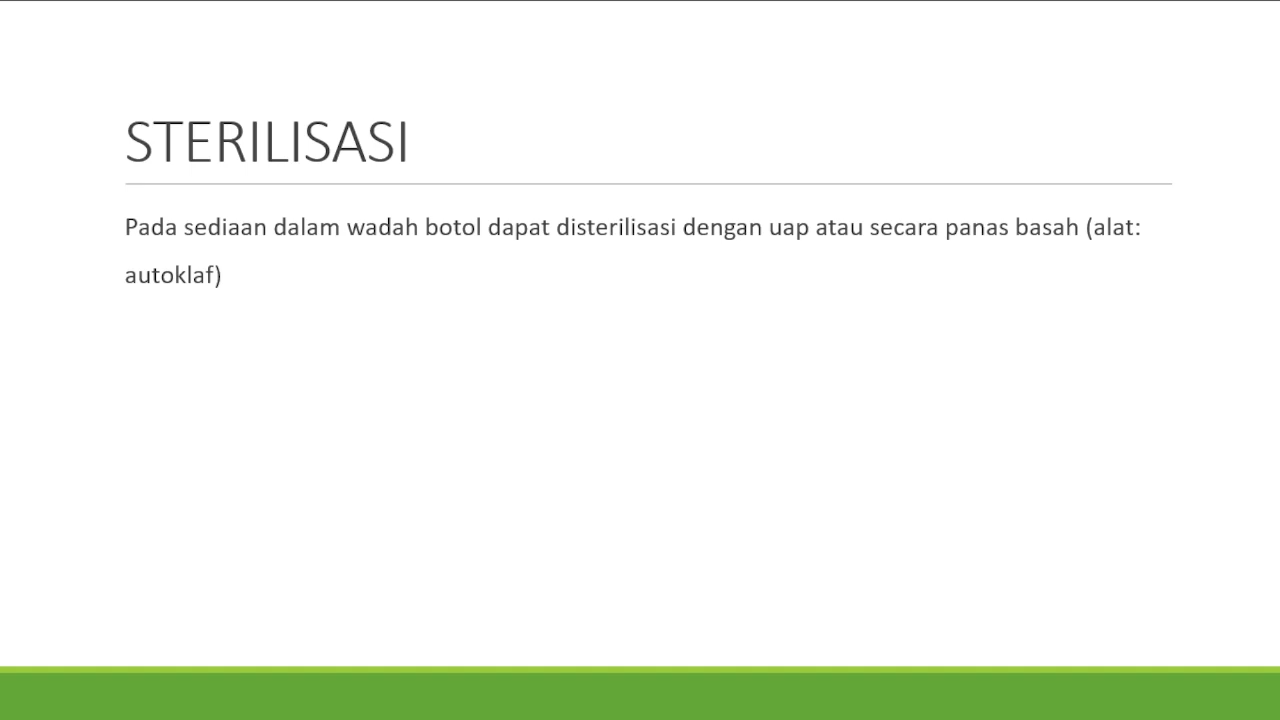 STERILISASI
Pada sediaan dalam wadah botol dapat disterilisasi dengan uap atau secara panas basah (alat:
autoklaf)